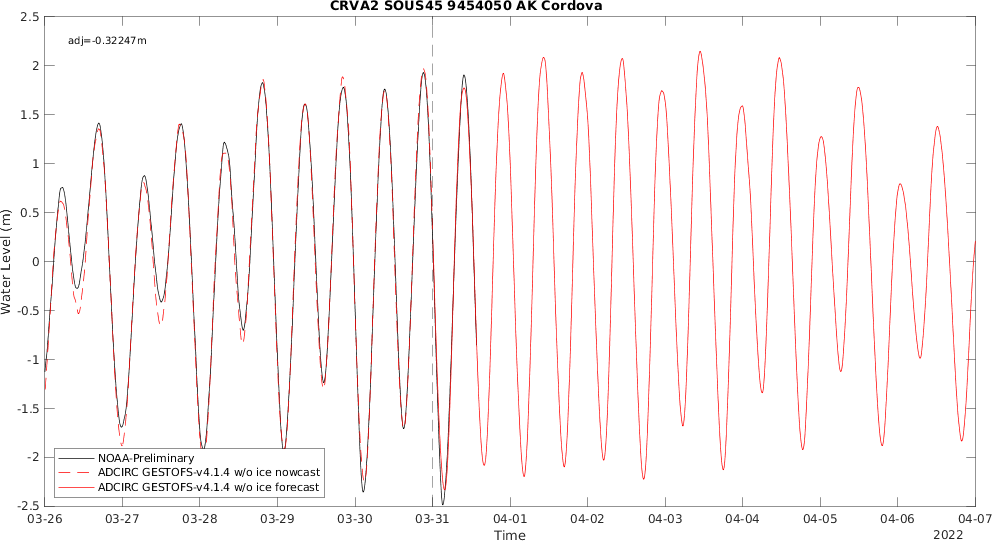 CRVA2 SOUS45 9454050 AK Cordova
adj=-0.32247m
2.5
2
1.5
1
0.5
0
-0.5
-1
-1.5
-2
-2.5
Water Level (m)
NOAA-Preliminary
ADCIRC GESTOFS-v4.1.4 w/o ice nowcast
ADCIRC GESTOFS-v4.1.4 w/o ice forecast
03-26 03-27 03-28 03-29 03-30 03-31 04-01 04-02 04-03 04-04 04-05 04-06 04-07
Time
2022